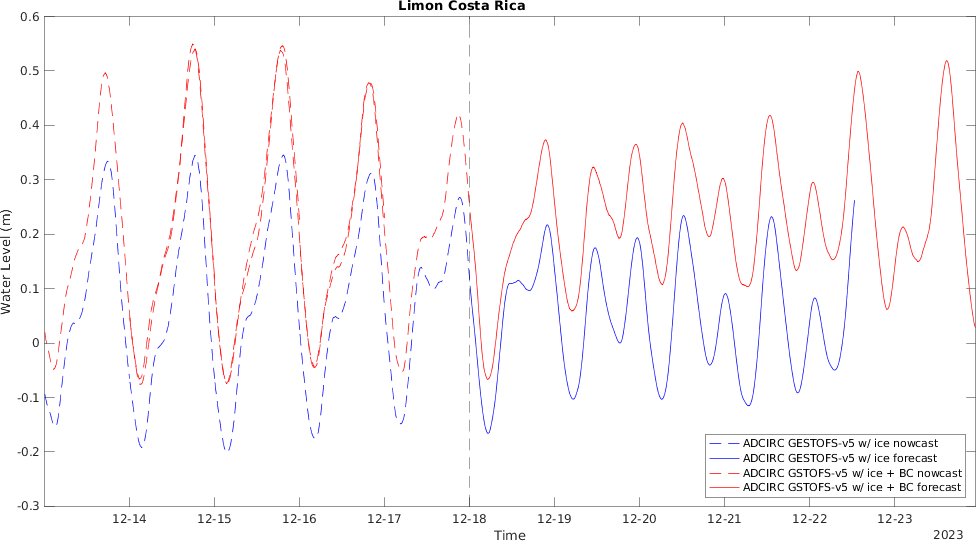 Limon Costa Rica
0.6
0.5
0.4
0.3
0.2
0.1
0
-0.1
-0.2
-0.3
Water Level (m)
12-14 12-15 12-16 12-17 12-18 12-19 12-20 12-21 12-22 12-23
Time
2023
ADCIRC GESTOFS-v5 w/ ice nowcast
ADCIRC GESTOFS-v5 w/ ice forecast
ADCIRC GSTOFS-v5 w/ ice + BC nowcast
ADCIRC GSTOFS-v5 w/ ice + BC forecast